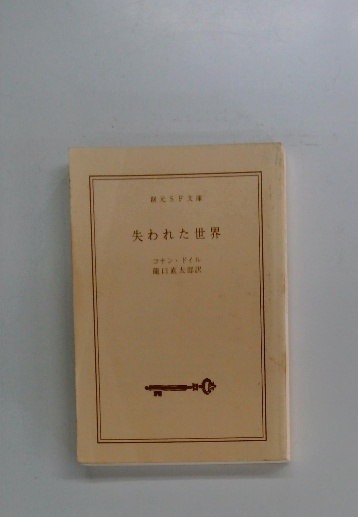 創元SF文庫
失われた世界
コナン・ドイル
龍口直太郎訳